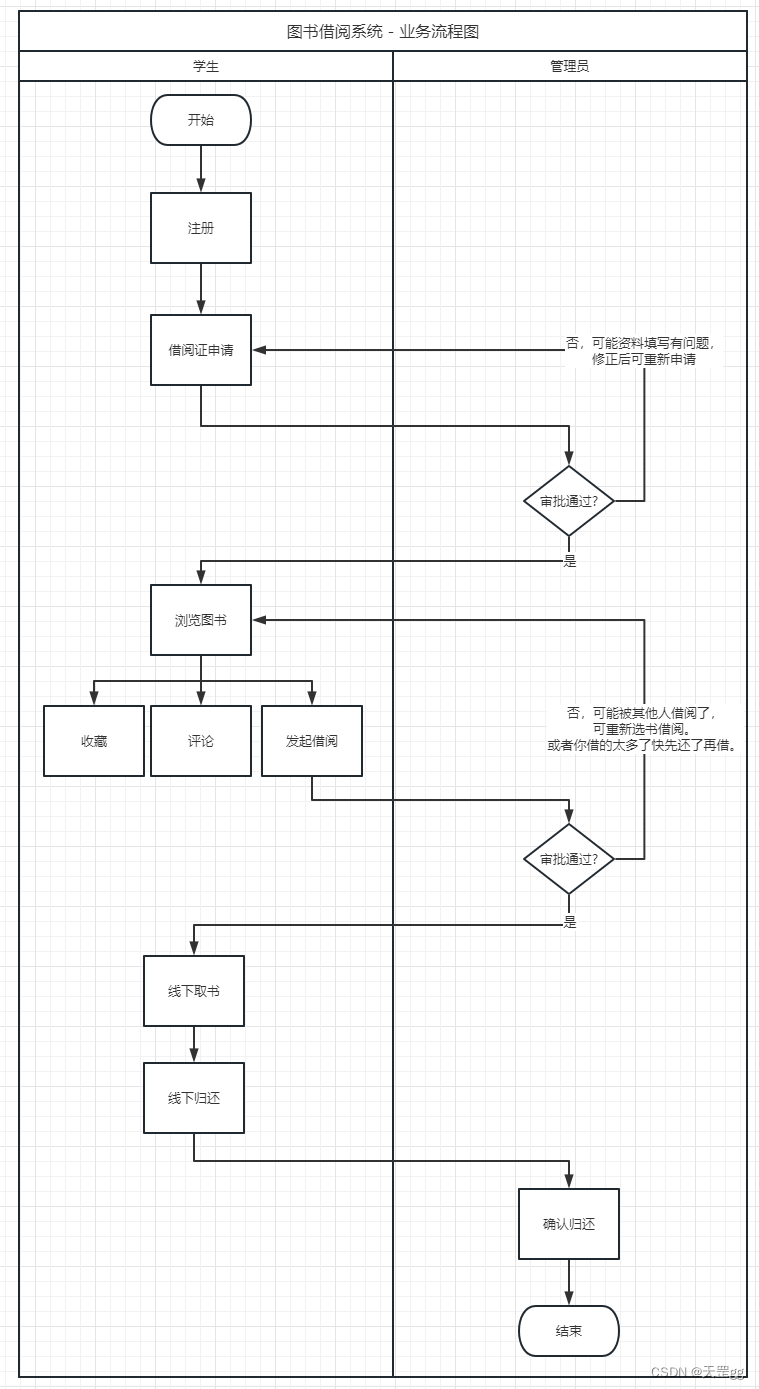 图书借阅系统 - 业务流程图
学生
管理员
开始
注册
借阅证申请
否，可能资料填写有问题，
修正后可重新申请
审批通过?
是
浏览图书
收藏
评论
发起借阅
否，可能被其他人借阅了，
可重新选书借阅。
或者你借的太多了快先还了再借。
审批通过?
是
线下取书
线下归还
确认归还
结束
CSDN @无罡gg